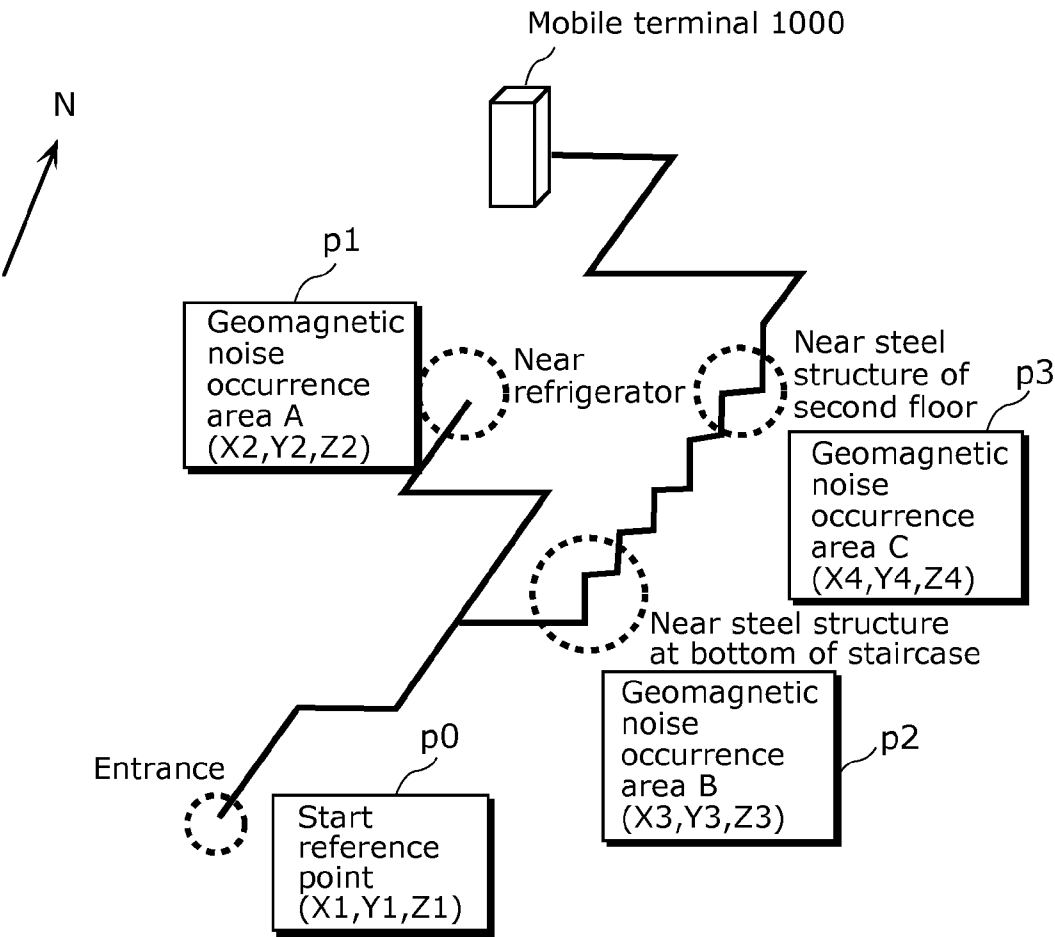 Mobile terminal 1000
N
p1
Geomagnetic
noise
occurrence
area A
(X2,Y2,Z2)
Near
refrigerator
Near steel
structure of
second floor
p3
Geomagnetic
noise
occurrence
area C
(X4,Y4,Z4)
Near steel structure
at bottom of staircase
Geomagnetic
noise
occurrence
area B
(X3,Y3,Z3)
p2
Entrance
p0
Start
reference
point
(X1,Y1,Z1)